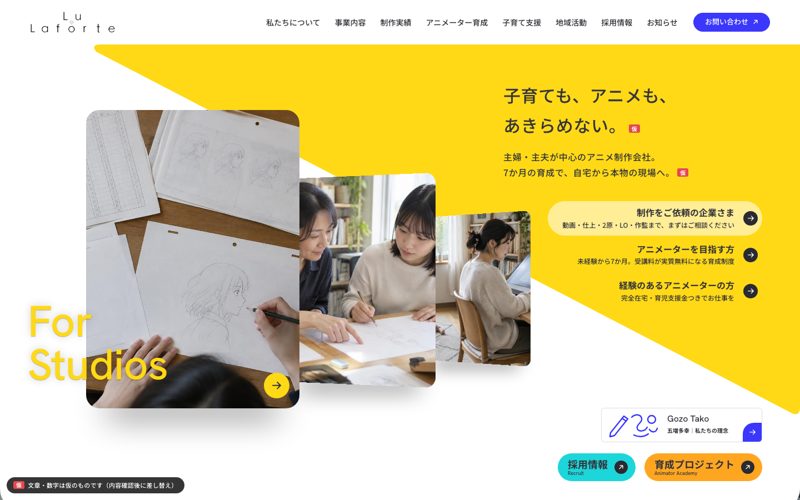 Lu
Laforte
私たちについて 事業内容 制作実績 アニメーター育成 子育て支援 地域活動 採用情報 お知らせ お問い合わせ
子育ても、アニメも、
あきらめない。 仮
主婦・主夫が中心のアニメ制作会社。
7か月の育成で、自宅から本物の現場へ。 仮
制作をご依頼の企業さま
動画・仕上・2原・LO・作監まで、まずはご相談ください
アニメーターを目指す方
未経験から7か月。受講料が実質無料になる育成制度
経験のあるアニメーターの方
完全在宅・育児支援金つきでお仕事を
For
Studios
Gozo Tako
五増多幸｜私たちの理念
採用情報
Recruit
育成プロジェクト
Animator Academy
仮 文章・数字は仮のものです（内容確認後に差し替え）